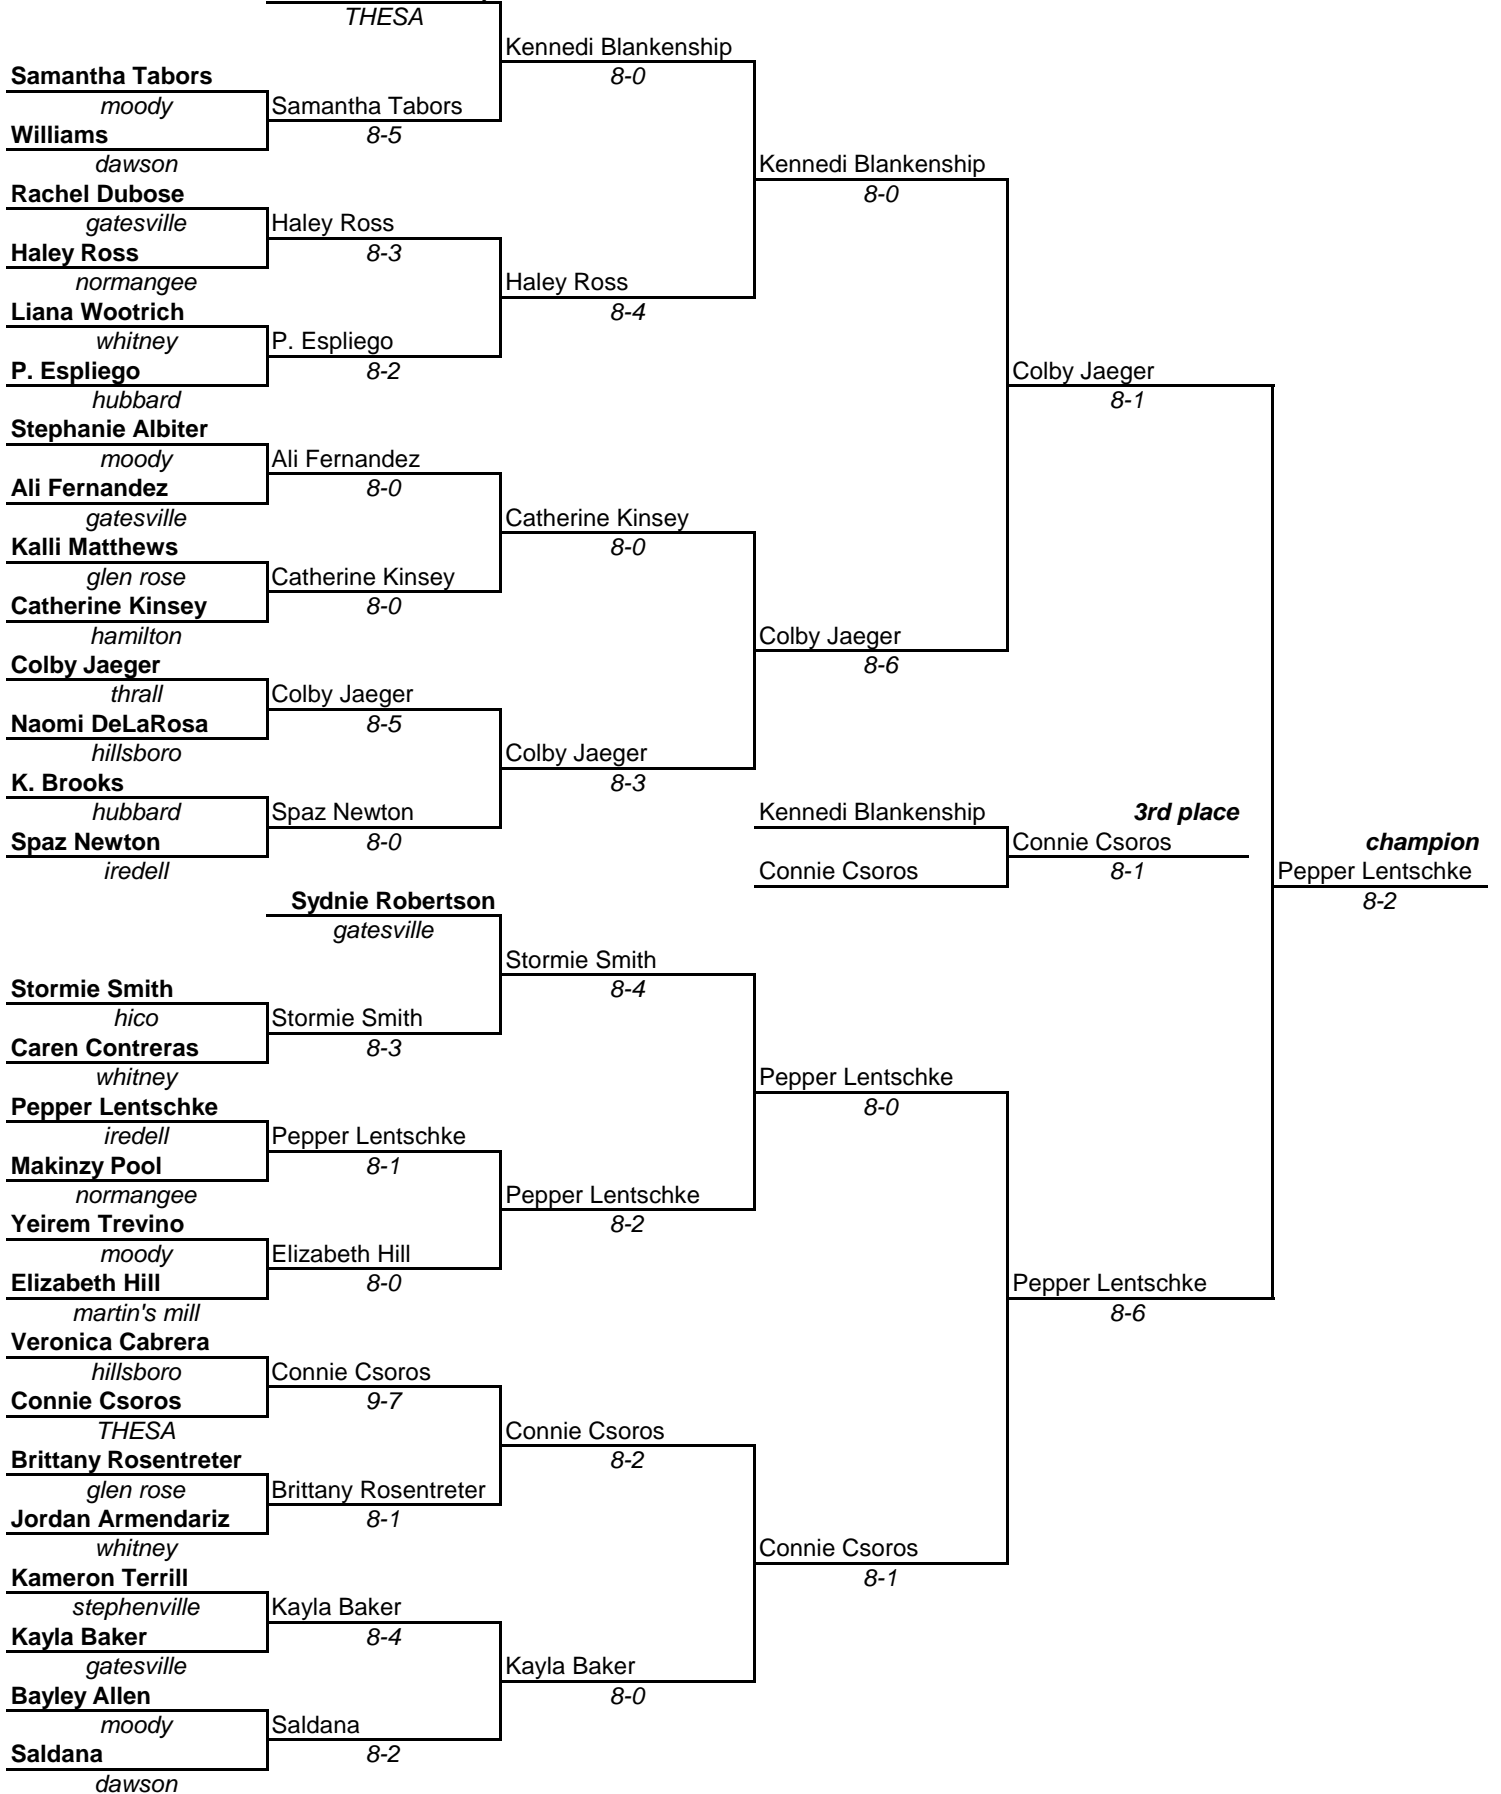 THESA
Kennedi Blankenship
8-0
Samantha Tabors
moody
Samantha Tabors
Williams
8-5
dawson
Kennedi Blankenship
Rachel Dubose
8-0
gatesville
Haley Ross
Haley Ross
8-3
normangee
Haley Ross
Liana Wootrich
8-4
whitney
P. Espliego
P. Espliego
8-2
Colby Jaeger
hubbard
8-1
Stephanie Albiter
moody
Ali Fernandez
Ali Fernandez
8-0
gatesville
Catherine Kinsey
Kalli Matthews
8-0
glen rose
Catherine Kinsey
Catherine Kinsey
8-0
hamilton
Colby Jaeger
Colby Jaeger
8-6
thrall
Colby Jaeger
Naomi DeLaRosa
8-5
hillsboro
Colby Jaeger
K. Brooks
8-3
hubbard
Spaz Newton
Kennedi Blankenship
3rd place
Spaz Newton
8-0
Connie Csoros
champion
iredell
Connie Csoros
8-1
Pepper Lentschke
Sydnie Robertson
8-2
gatesville
Stormie Smith
Stormie Smith
8-4
hico
Stormie Smith
Caren Contreras
8-3
whitney
Pepper Lentschke
Pepper Lentschke
8-0
iredell
Pepper Lentschke
Makinzy Pool
8-1
normangee
Pepper Lentschke
Yeirem Trevino
8-2
moody
Elizabeth Hill
Elizabeth Hill
8-0
Pepper Lentschke
martin's mill
8-6
Veronica Cabrera
hillsboro
Connie Csoros
Connie Csoros
9-7
THESA
Connie Csoros
Brittany Rosentreter
8-2
glen rose
Brittany Rosentreter
Jordan Armendariz
8-1
whitney
Connie Csoros
Kameron Terrill
8-1
stephenville
Kayla Baker
Kayla Baker
8-4
gatesville
Kayla Baker
Bayley Allen
8-0
moody
Saldana
Saldana
8-2
dawson